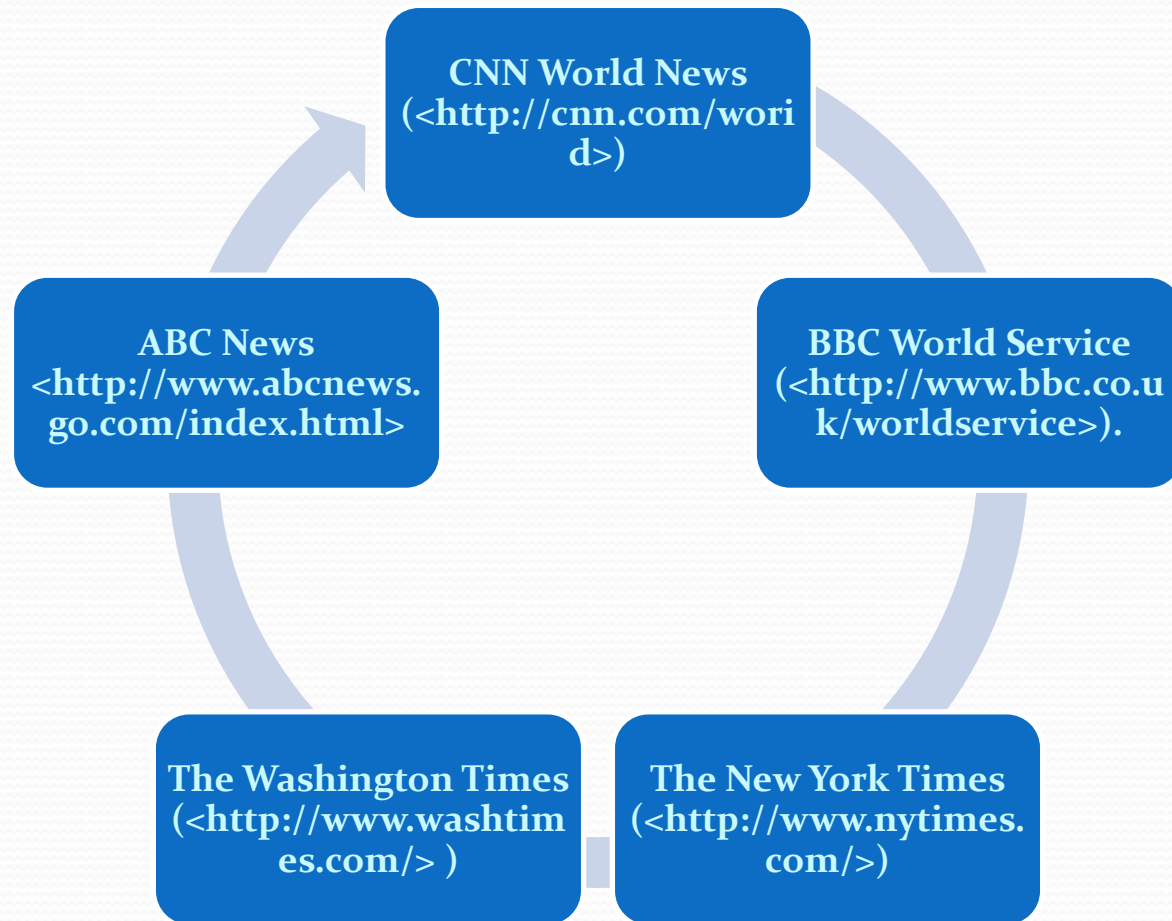 CNN World News
(<http://cnn.com/wori
d>)
BBC World Service
(<http://www.bbc.co.u
k/worldservice>).
The New York Times
(<http://www.nytimes.
com/>)
The Washington Times
(<http://www.washtim
es.com/> )
ABC News
<http://www.abcnews.
go.com/index.html>